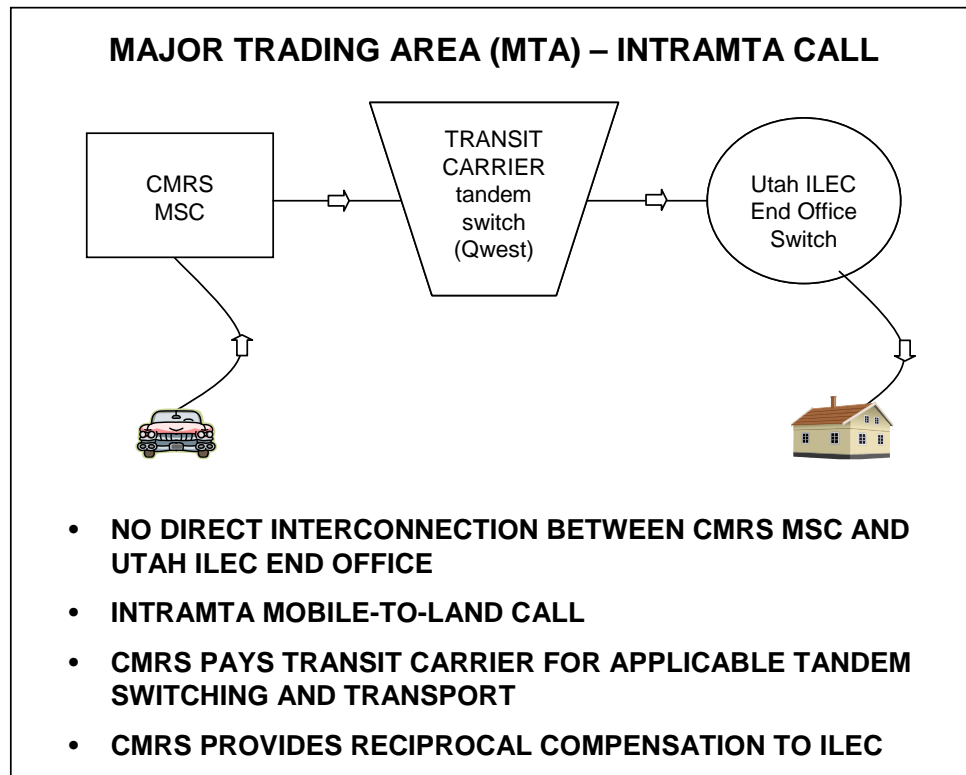 MAJOR TRADING AREA (MTA) – INTRAMTA CALL
CMRS
MSC
TRANSIT
CARRIER
tandem
switch
(Qwest)
Utah ILEC
End Office
Switch
• NO DIRECT INTERCONNECTION BETWEEN CMRS MSC AND
UTAH ILEC END OFFICE
• INTRAMTA MOBILE-TO-LAND CALL
• CMRS PAYS TRANSIT CARRIER FOR APPLICABLE TANDEM
SWITCHING AND TRANSPORT
• CMRS PROVIDES RECIPROCAL COMPENSATION TO ILEC